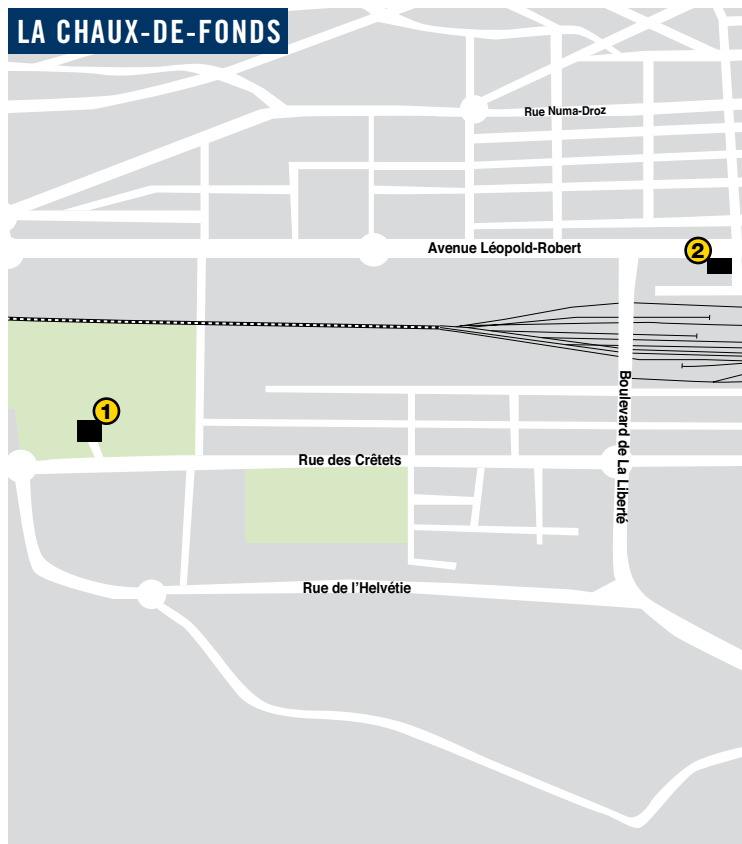 LA CHAUX-DE-FONDS
Rue Numa-Droz
Avenue Léopold-Robert
2
Boulevard de La Liberté
1
Rue des Crêtets
Rue de l'Helvétie